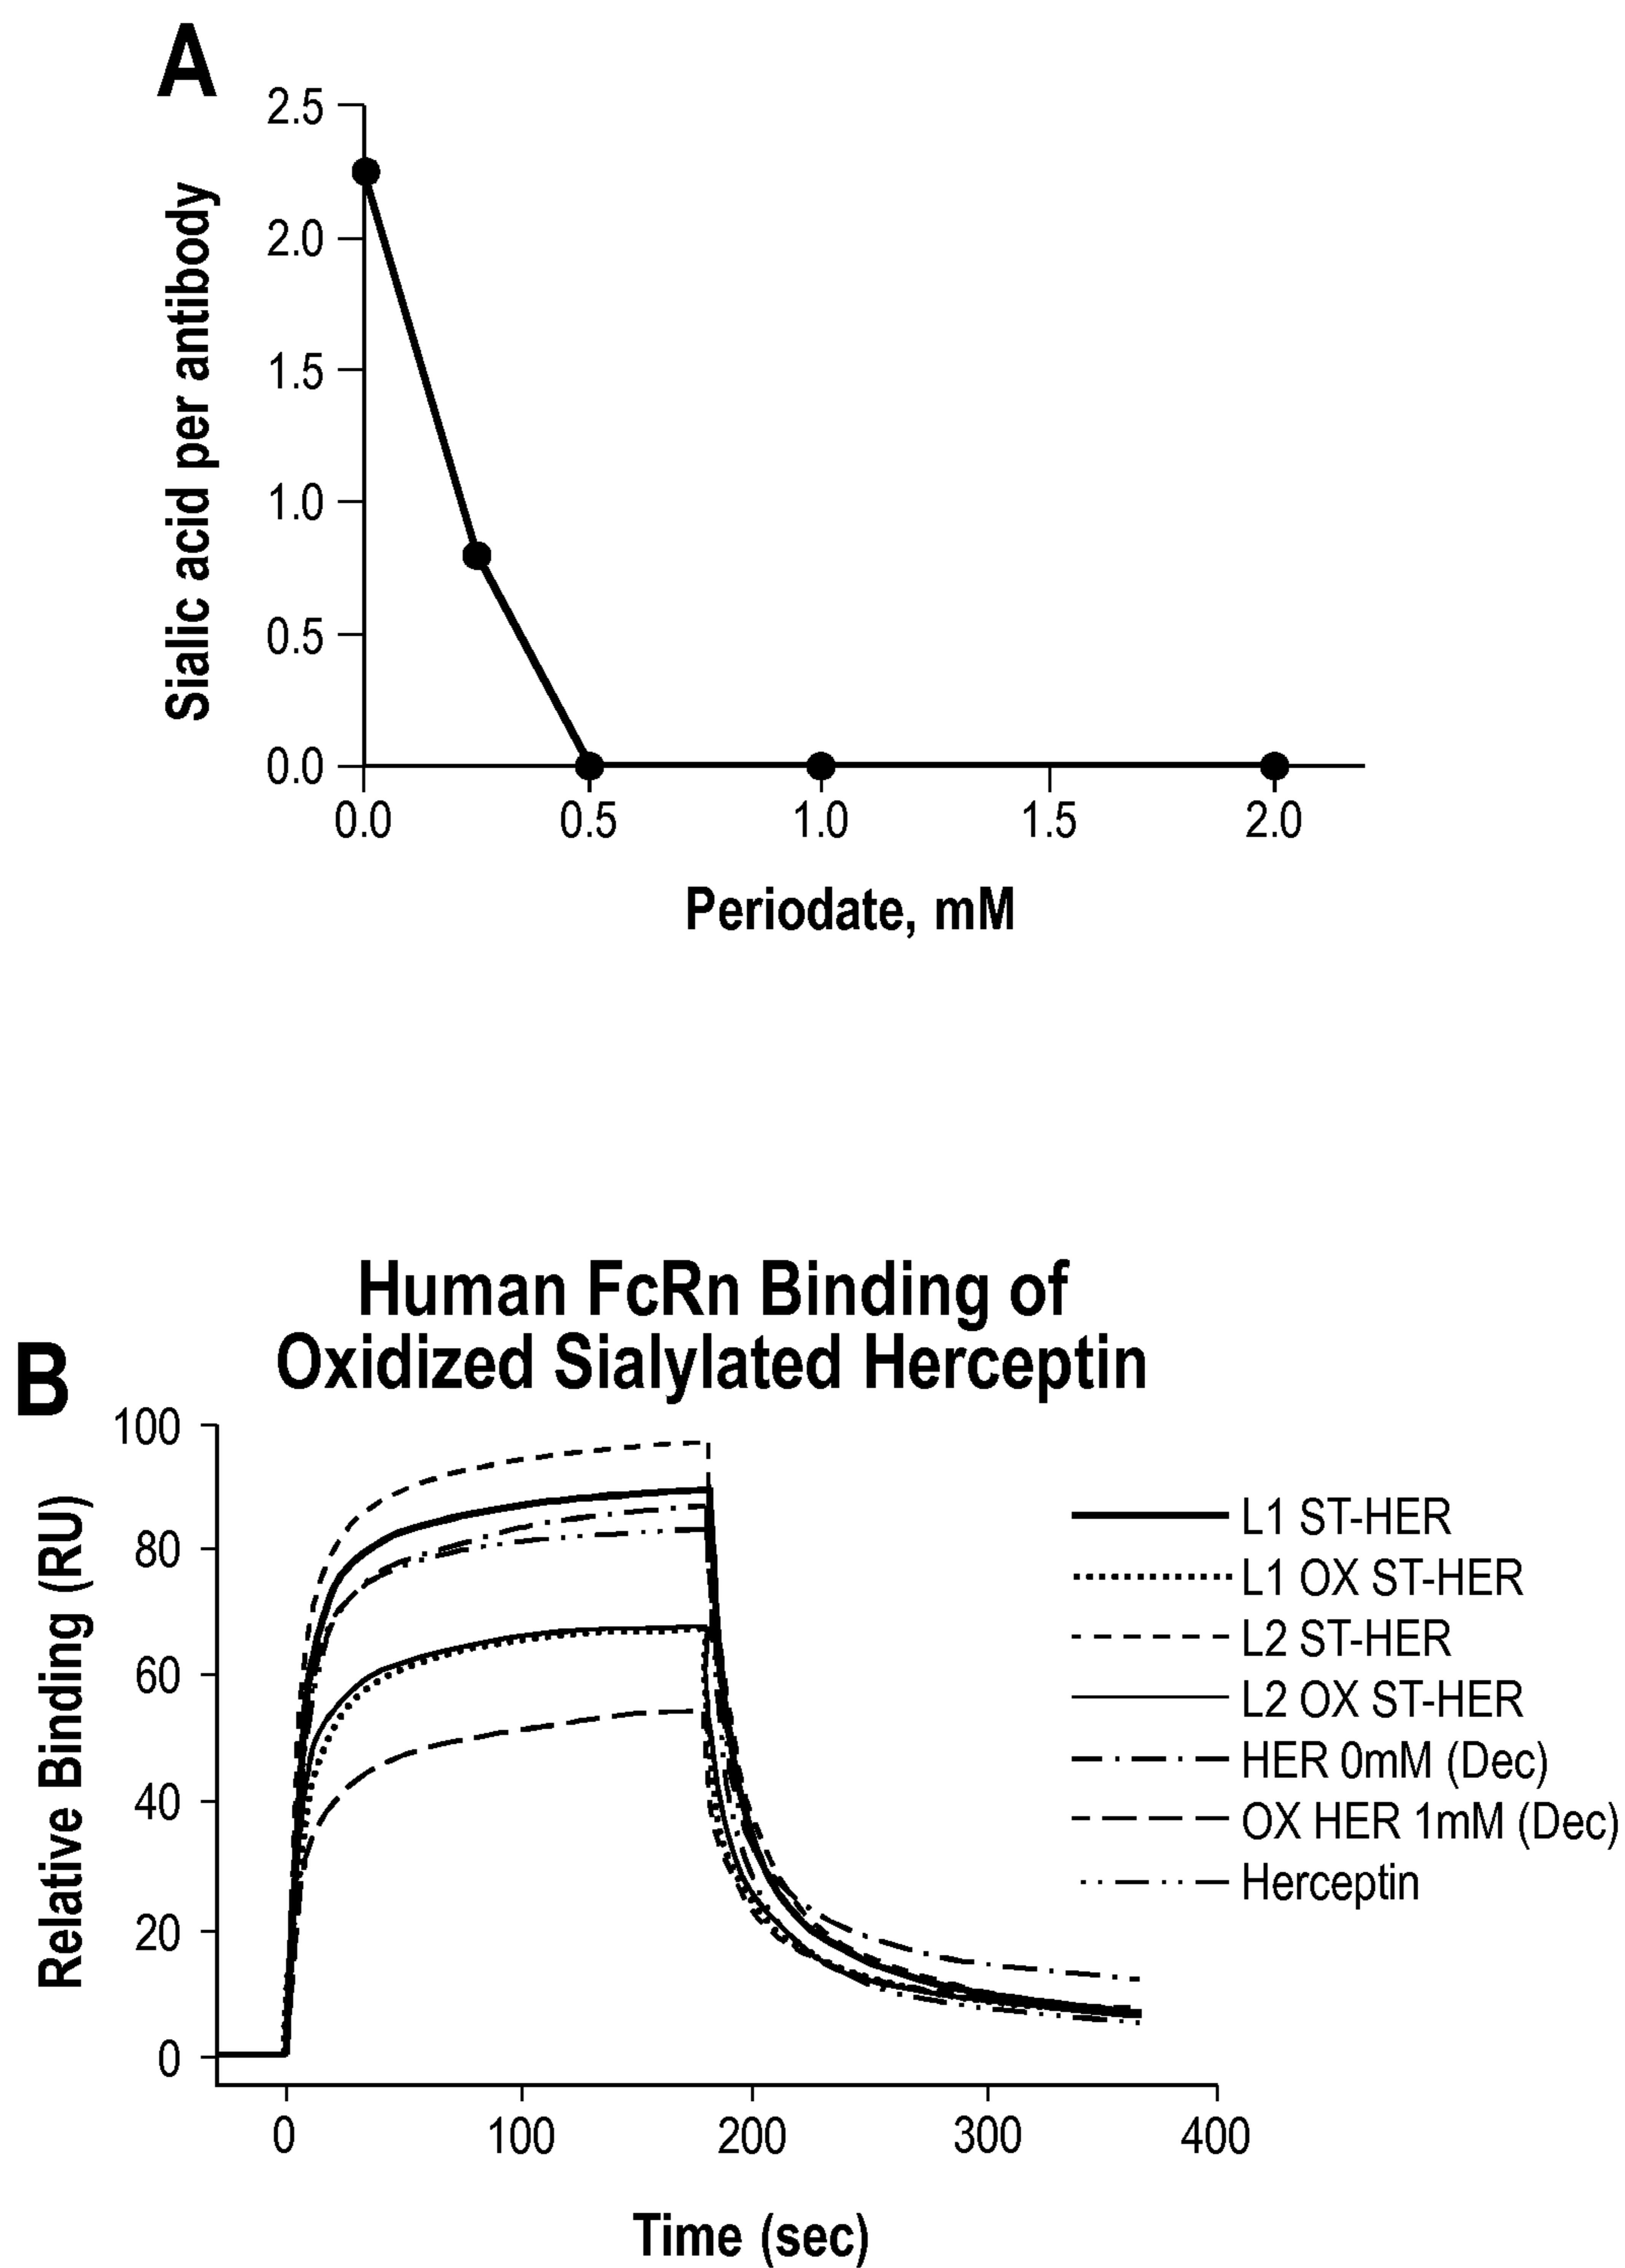 A
2.5
2.0
1.5
1.0
0.5
0.0
Sialic acid per antibody
0.0 0.5 1.0 1.5 2.0
Periodate, mM
Human FcRn Binding of
Oxidized Sialylated Herceptin
B
100
80
60
40
20
0
Relative Binding (RU)
0 100 200 300 400
Time (sec)
L1 ST-HER
L1 OX ST-HER
L2 ST-HER
L2 OX ST-HER
HER 0mM (Dec)
OX HER 1mM (Dec)
Herceptin